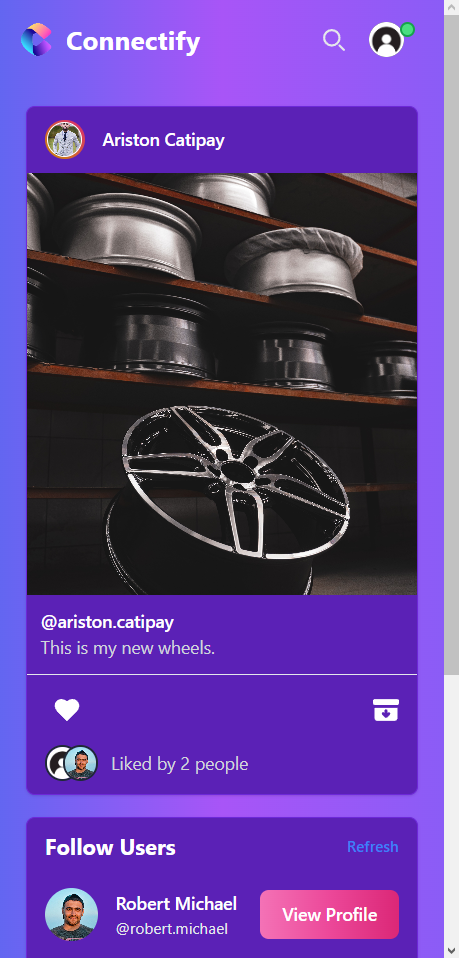 Connectify
Ariston Catipay
@ariston.catipay
This is my new wheels.
Liked by 2 people
Follow Users
Refresh
Robert Michael
@robert.michael
View Profile